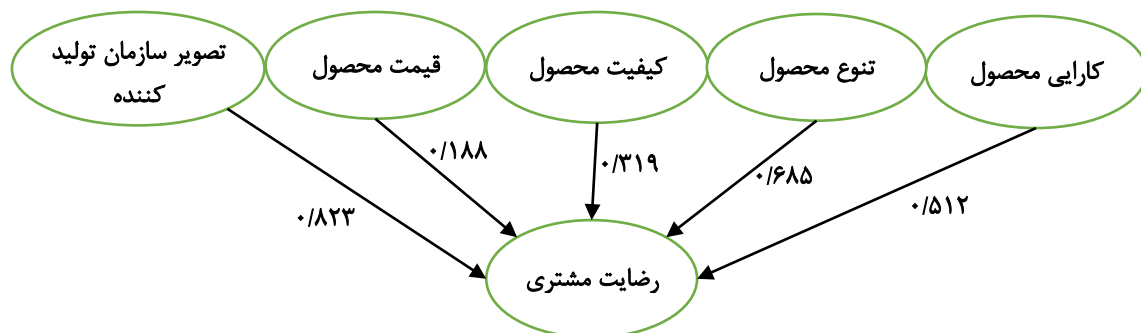 کارایی محصول
تنوع محصول
کیفیت محصول
قیمت محصول
تصویر سازمان تولید
کننده
۰/۵۱۲
۰/۶۸۵
۰/۳۱۹
۰/۱۸۸
۰/۸۲۳
رضایت مشتری